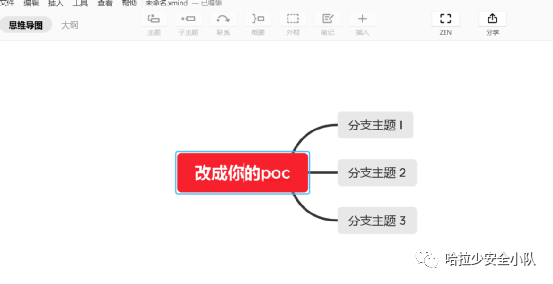 文件 编辑 插入 工具 查看 帮助 未命名.xmind — 已编辑
思维导图 大纲
主题 子主题 联系 概要 外框 笔记 插入 ZEN 分享
分支主题 1
改成你的poc
分支主题 2
分支主题 3
哈拉少安全小队